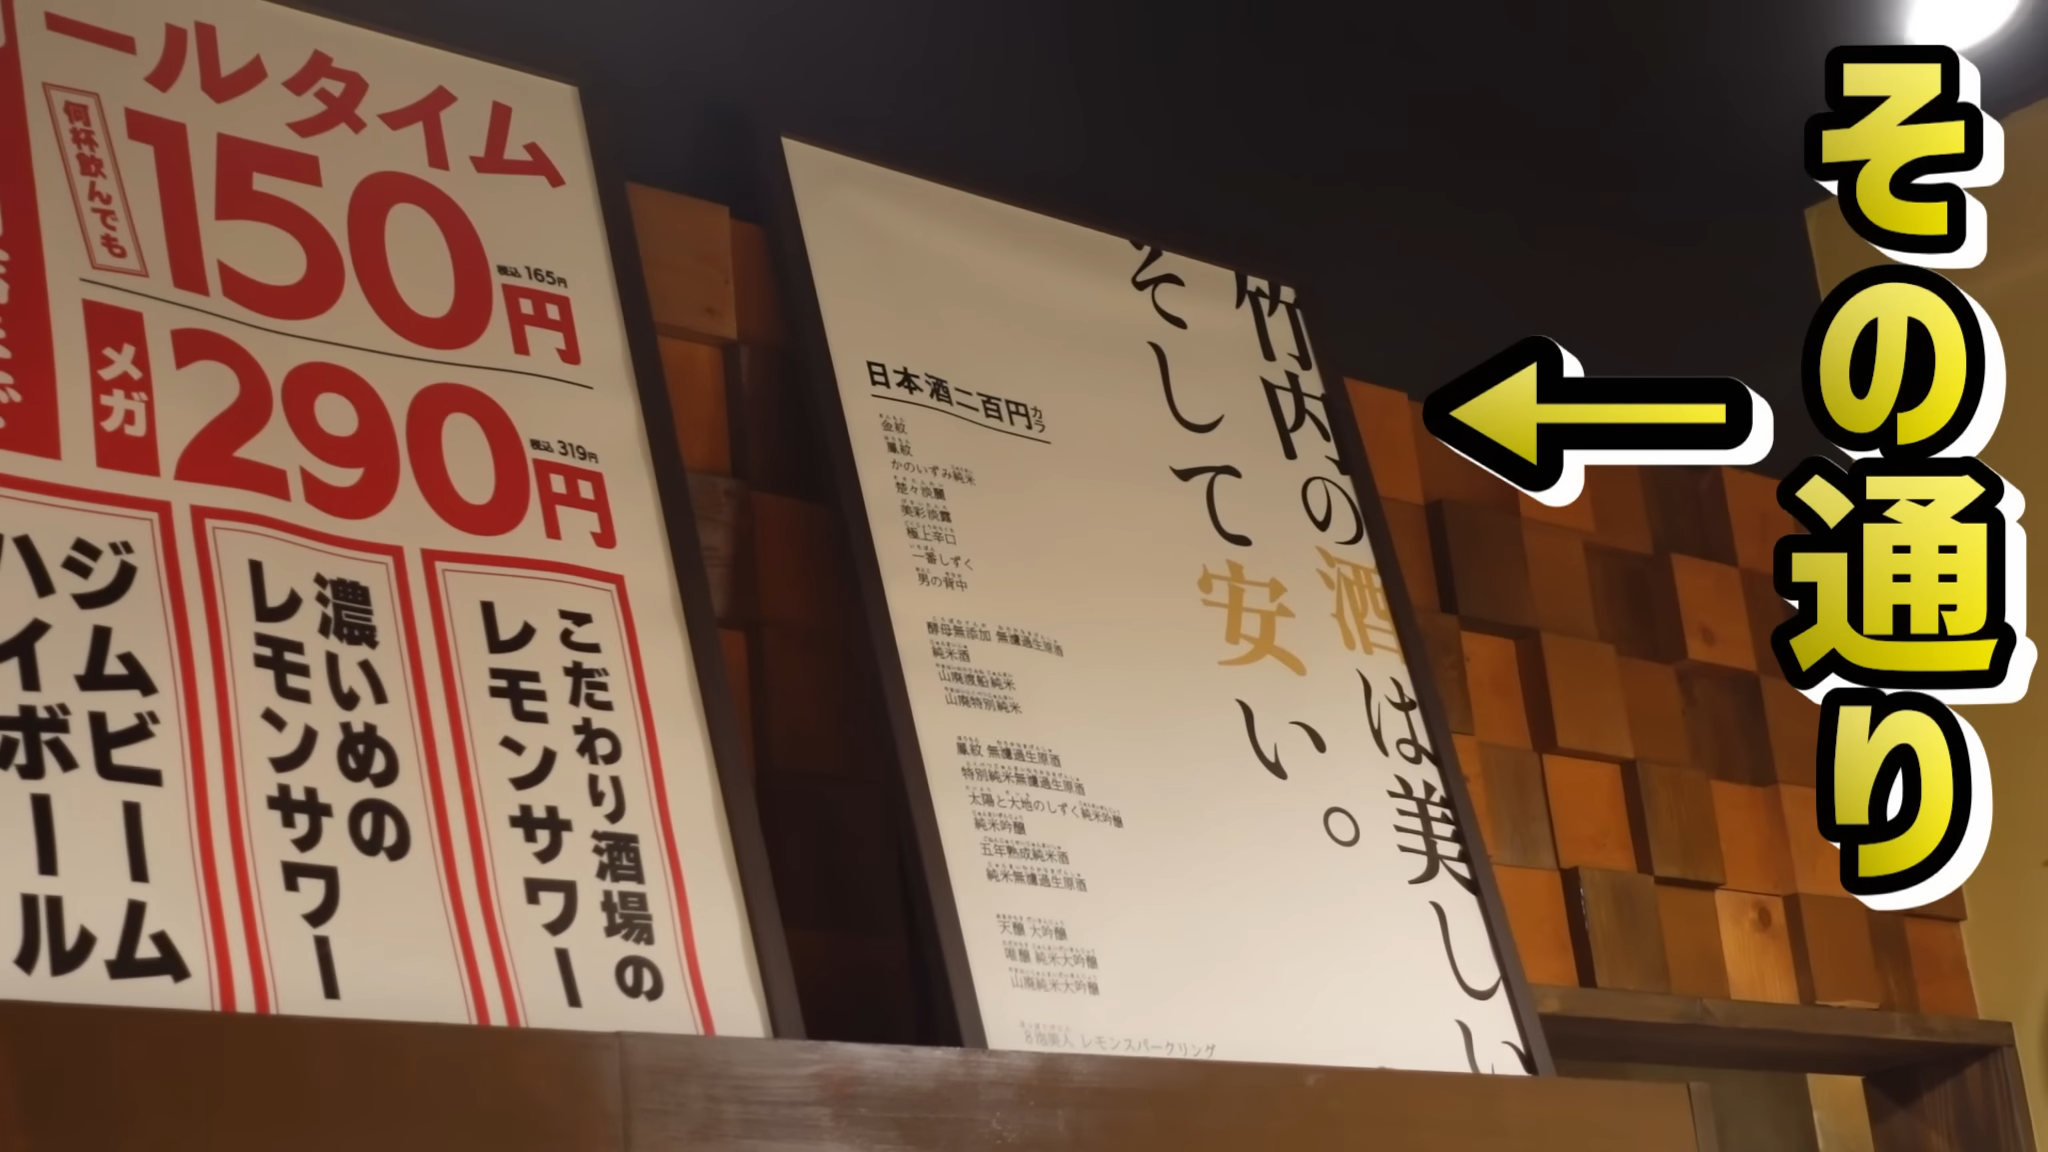 その通り
ールタイム
何杯飲んでも
150円
税込 165円
メガ
290円
税込 319円
こだわり酒場の
レモンサワー
濃いめの
レモンサワー
ジムビーム
ハイボール
竹内の酒は美しい
そして安い。
日本酒二百円カラ
金紋
鳳紋
かのいずみ純米
楚々淡麗
美彩淡露
極上辛口
一番しずく
男の背中
酵母無添加 無濾過生原酒
純米酒
山廃渡船純米
山廃特別純米
鳳紋 無濾過生原酒
特別純米無濾過生原酒
太陽と大地のしずく純米吟醸
純米吟醸
五年熟成純米酒
純米無濾過生原酒
天醸 大吟醸
唯醸 純米大吟醸
山廃純米大吟醸
レモンスパークリング